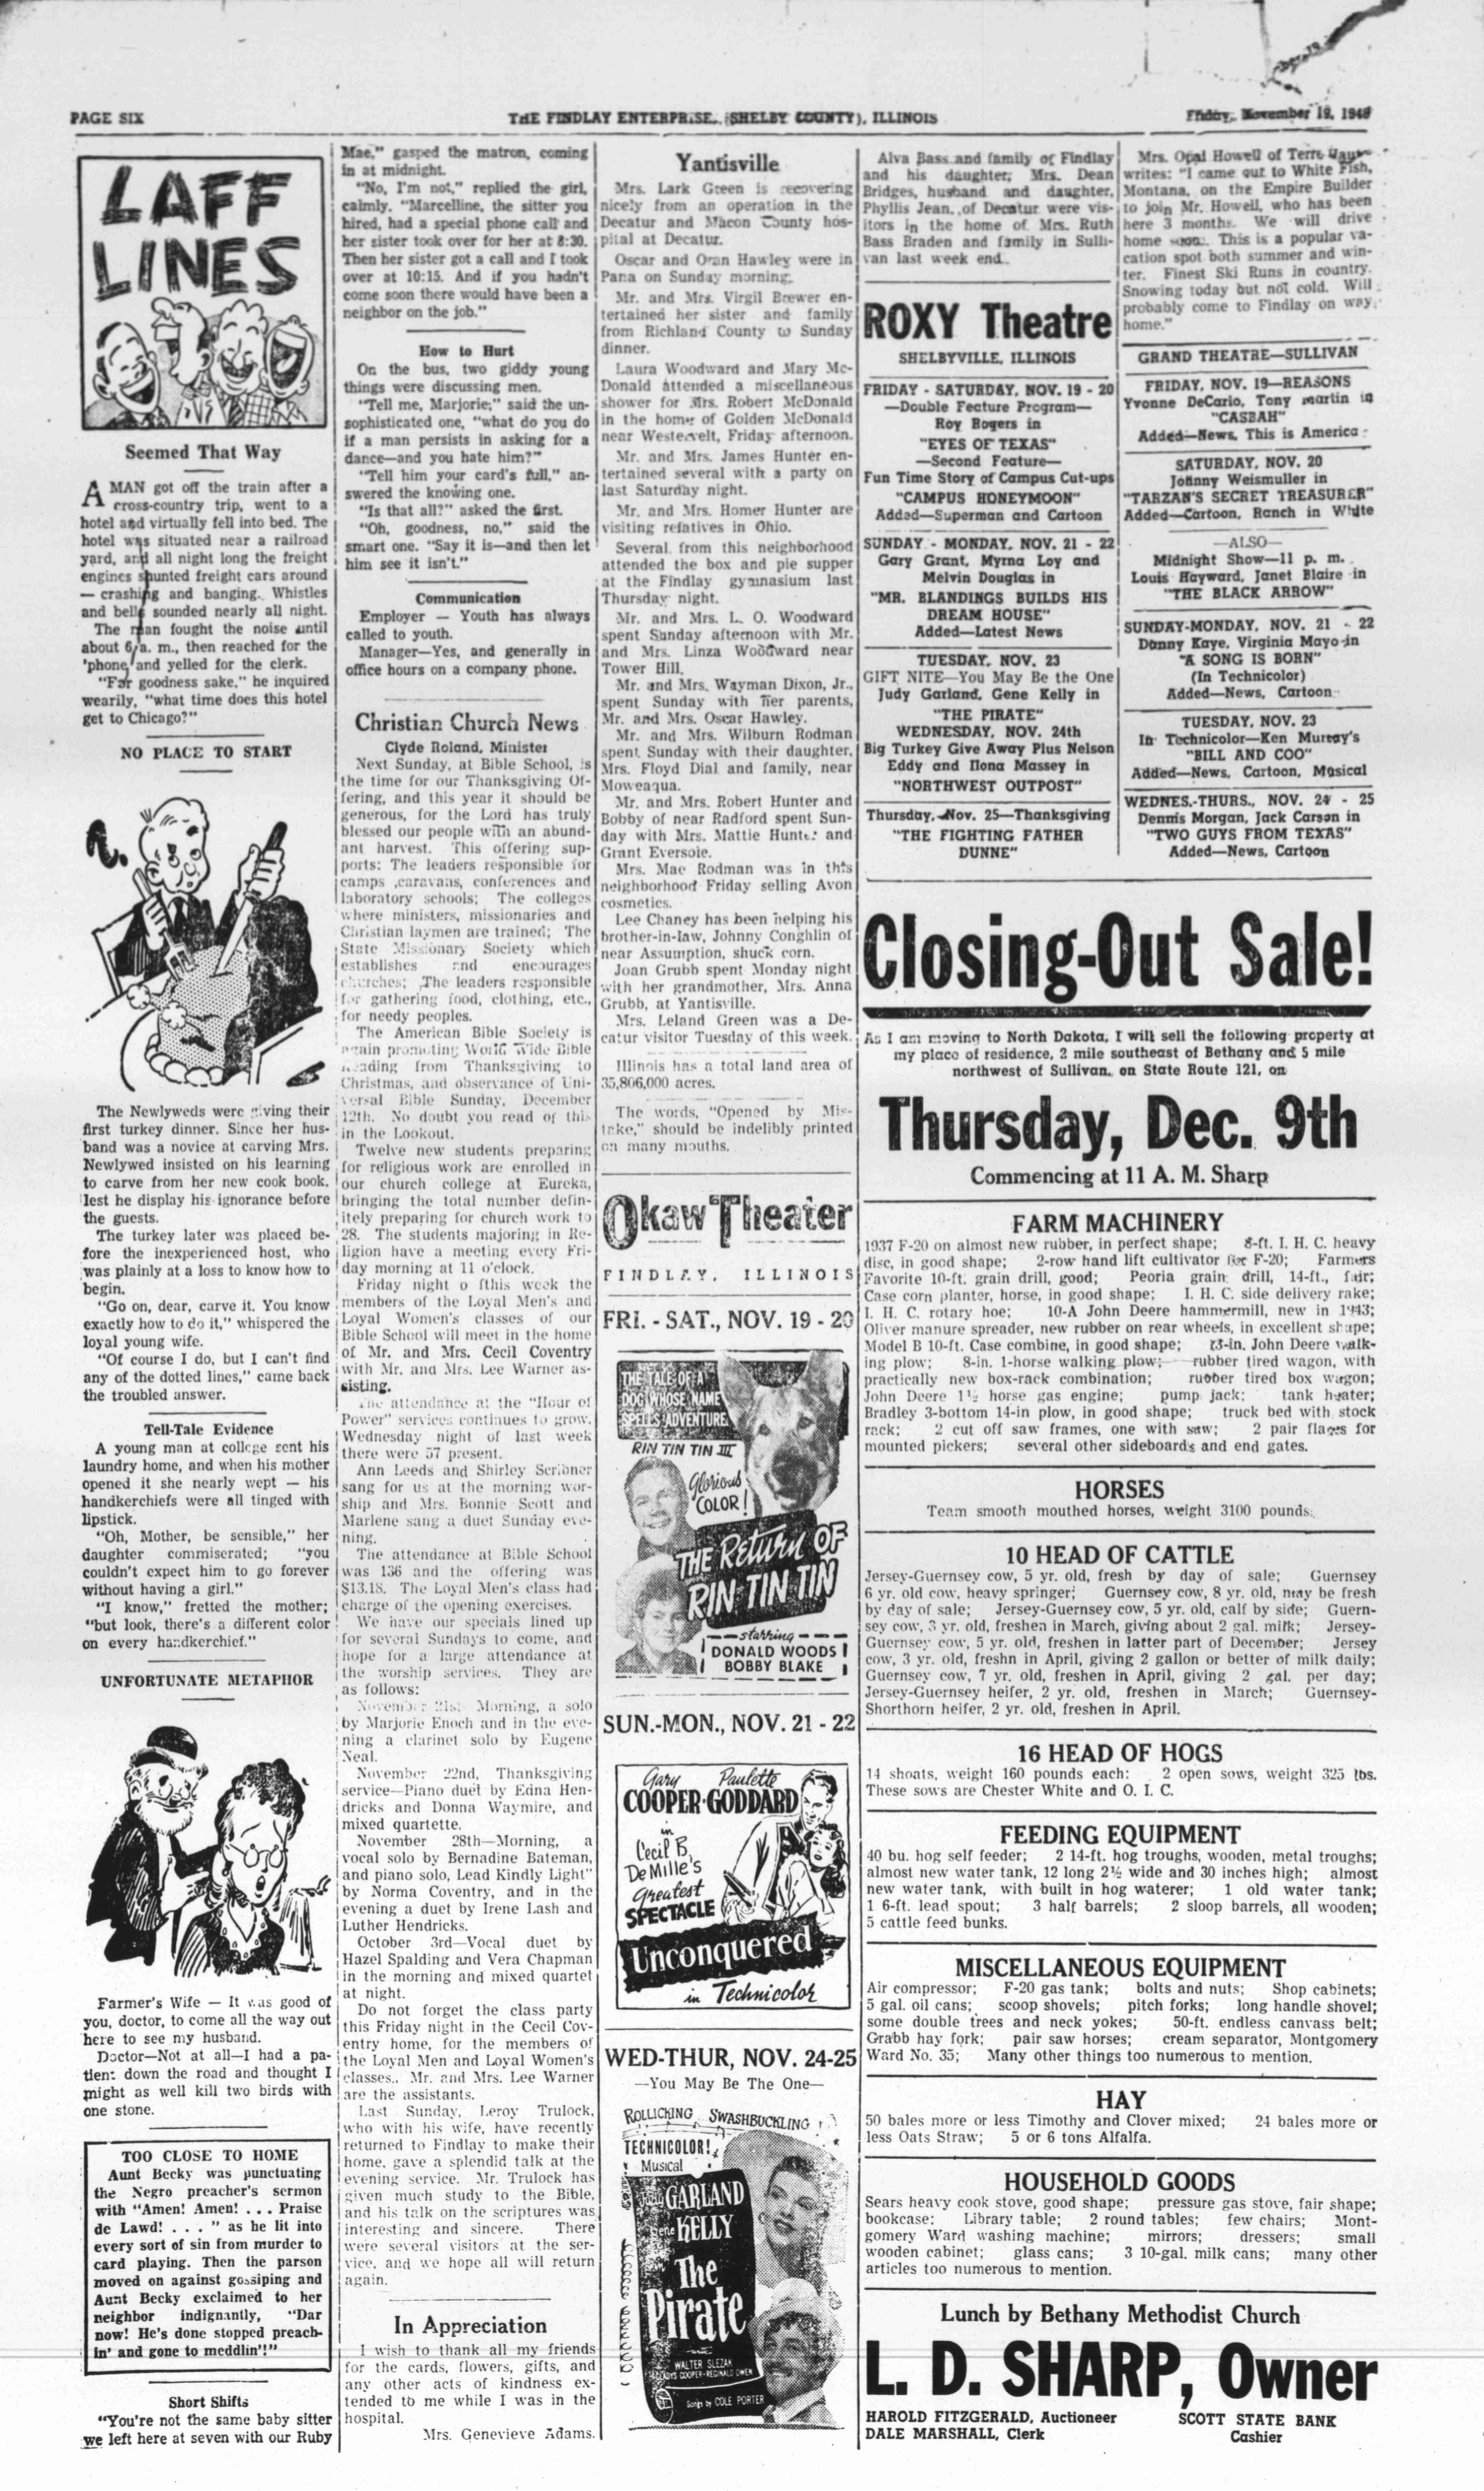 PAGE SIX
THE FINDLAY ENTERPRISE, (SHELBY COUNTY), ILLINOIS
Friday, November 19, 1948
LAFF
LINES
Seemed That Way
A MAN got off the train after a
cross-country trip, went to a
hotel and virtually fell into bed. The
hotel was situated near a railroad
yard, and all night long the freight
engines shunted freight cars around
— crashing and banging. Whistles
and bells sounded nearly all night.
The man fought the noise until
about 6 a. m., then reached for the
'phone and yelled for the clerk.
"For goodness sake," he inquired
wearily, "what time does this hotel
get to Chicago?"
NO PLACE TO START
The Newlyweds were giving their
first turkey dinner. Since her hus-
band was a novice at carving Mrs.
Newlywed insisted on his learning
to carve from her new cook book,
lest he display his ignorance before
the guests.
The turkey later was placed be-
fore the inexperienced host, who
was plainly at a loss to know how to
begin.
"Go on, dear, carve it. You know
exactly how to do it," whispered the
loyal young wife.
"Of course I do, but I can't find
any of the dotted lines," came back
the troubled answer.
Tell-Tale Evidence
A young man at college sent his
laundry home, and when his mother
opened it she nearly wept — his
handkerchiefs were all tinged with
lipstick.
"Oh, Mother, be sensible," her
daughter commiserated; "you
couldn't expect him to go forever
without having a girl."
"I know," fretted the mother;
"but look, there's a different color
on every handkerchief."
UNFORTUNATE METAPHOR
Farmer's Wife — It was good of
you, doctor, to come all the way out
here to see my husband.
Doctor—Not at all—I had a pa-
tient down the road and thought I
might as well kill two birds with
one stone.
TOO CLOSE TO HOME
Aunt Becky was punctuating
the Negro preacher's sermon
with "Amen! Amen! . . . Praise
de Lawd! . . . " as he lit into
every sort of sin from murder to
card playing. Then the parson
moved on against gossiping and
Aunt Becky exclaimed to her
neighbor indignantly, "Dar
now! He's done stopped preach-
in' and gone to meddlin'!"
Short Shifts
"You're not the same baby sitter
we left here at seven with our Ruby
Mae," gasped the matron, coming
in at midnight.
"No, I'm not," replied the girl,
calmly. "Marcelline, the sitter you
hired, had a special phone call and
her sister took over for her at 8:30.
Then her sister got a call and I took
over at 10:15. And if you hadn't
come soon there would have been a
neighbor on the job."
How to Hurt
On the bus, two giddy young
things were discussing men.
"Tell me, Marjorie," said the un-
sophisticated one, "what do you do
if a man persists in asking for a
dance—and you hate him?"
"Tell him your card's full," an-
swered the knowing one.
"Is that all?" asked the first.
"Oh, goodness, no," said the
smart one. "Say it is—and then let
him see it isn't."
Communication
Employer — Youth has always
called to youth.
Manager—Yes, and generally in
office hours on a company phone.
Christian Church News
Clyde Roland, Minister
Next Sunday, at Bible School, is
the time for our Thanksgiving Of-
fering, and this year it should be
generous, for the Lord has truly
blessed our people with an abund-
ant harvest. This offering sup-
ports: The leaders responsible for
camps ,caravans, conferences and
laboratory schools; The colleges
where ministers, missionaries and
Christian laymen are trained; The
State Missionary Society which
establishes and encourages
churches; The leaders responsible
for gathering food, clothing, etc.,
for needy peoples.
The American Bible Society is
again promoting World Wide Bible
Reading from Thanksgiving to
Christmas, and observance of Uni-
versal Bible Sunday, December
12th. No doubt you read of this
in the Lookout.
Twelve new students preparing
for religious work are enrolled in
our church college at Eureka,
bringing the total number defin-
itely preparing for church work to
28. The students majoring in Re-
ligion have a meeting every Fri-
day morning at 11 o'clock.
Friday night o fthis week the
members of the Loyal Men's and
Loyal Women's classes of our
Bible School will meet in the home
of Mr. and Mrs. Cecil Coventry
with Mr. and Mrs. Lee Warner as-
sisting.
The attendance at the "Hour of
Power" services continues to grow.
Wednesday night of last week
there were 57 present.
Ann Leeds and Shirley Scribner
sang for us at the morning wor-
ship and Mrs. Bonnie Scott and
Marlene sang a duet Sunday eve-
ning.
The attendance at Bible School
was 136 and the offering was
$13.18. The Loyal Men's class had
charge of the opening exercises.
We have our specials lined up
for several Sundays to come, and
hope for a large attendance at
the worship services. They are
as follows:
November 21st- Morning, a solo
by Marjorie Enoch and in the eve-
ning a clarinet solo by Eugene
Neal.
November 22nd, Thanksgiving
service—Piano duet by Edna Hen-
dricks and Donna Waymire, and
mixed quartette.
November 28th—Morning, a
vocal solo by Bernadine Bateman,
and piano solo, Lead Kindly Light"
by Norma Coventry, and in the
evening a duet by Irene Lash and
Luther Hendricks.
October 3rd—Vocal duet by
Hazel Spalding and Vera Chapman
in the morning and mixed quartet
at night.
Do not forget the class party
this Friday night in the Cecil Cov-
entry home, for the members of
the Loyal Men and Loyal Women's
classes.. Mr. and Mrs. Lee Warner
are the assistants.
Last Sunday, Leroy Trulock,
who with his wife, have recently
returned to Findlay to make their
home, gave a splendid talk at the
evening service. Mr. Trulock has
given much study to the Bible,
and his talk on the scriptures was
interesting and sincere. There
were several visitors at the ser-
vice, and we hope all will return
again.
In Appreciation
I wish to thank all my friends
for the cards, flowers, gifts, and
any other acts of kindness ex-
tended to me while I was in the
hospital.
Mrs. Genevieve Adams.
Yantisville
Mrs. Lark Green is recovering
nicely from an operation in the
Decatur and Macon County hos-
pital at Decatur.
Oscar and Oran Hawley were in
Pana on Sunday morning.
Mr. and Mrs. Virgil Brewer en-
tertained her sister and family
from Richland County to Sunday
dinner.
Laura Woodward and Mary Mc-
Donald attended a miscellaneous
shower for Mrs. Robert McDonald
in the home of Golden McDonald
near Westervelt, Friday afternoon.
Mr. and Mrs. James Hunter en-
tertained several with a party on
last Saturday night.
Mr. and Mrs. Homer Hunter are
visiting relatives in Ohio.
Several from this neighborhood
attended the box and pie supper
at the Findlay gymnasium last
Thursday night.
Mr. and Mrs. L. O. Woodward
spent Sunday afternoon with Mr.
and Mrs. Linza Woodward near
Tower Hill.
Mr. and Mrs. Wayman Dixon, Jr.,
spent Sunday with her parents,
Mr. and Mrs. Oscar Hawley.
Mr. and Mrs. Wilburn Rodman
spent Sunday with their daughter,
Mrs. Floyd Dial and family, near
Moweaqua.
Mr. and Mrs. Robert Hunter and
Bobby of near Radford spent Sun-
day with Mrs. Mattie Hunter and
Grant Eversole.
Mrs. Mae Rodman was in this
neighborhood Friday selling Avon
cosmetics.
Lee Chaney has been helping his
brother-in-law, Johnny Conghlin of
near Assumption, shuck corn.
Joan Grubb spent Monday night
with her grandmother, Mrs. Anna
Grubb, at Yantisville.
Mrs. Leland Green was a De-
catur visitor Tuesday of this week.
Illinois has a total land area of
35,806,000 acres.
The words, "Opened by Mis-
take," should be indelibly printed
on many mouths.
Okaw Theater
FINDLAY, ILLINOIS
FRI. - SAT., NOV. 19 - 20
THE TALE OF A
DOG WHOSE NAME
SPELLS ADVENTURE
RIN TIN TIN III
Glorious
COLOR!
THE Return OF
RIN TIN TIN
starring
DONALD WOODS
BOBBY BLAKE
SUN.-MON., NOV. 21 - 22
Gary Paulette
COOPER·GODDARD
in
Cecil B.
DeMille's
Greatest
SPECTACLE
Unconquered
in Technicolor
WED-THUR, NOV. 24-25
—You May Be The One—
ROLLICKING, SWASHBUCKLING
TECHNICOLOR!
Musical
Judy GARLAND
Gene KELLY
The
Pirate
WALTER SLEZAK
GLADYS COOPER·REGINALD OWEN
Songs by COLE PORTER
Alva Bass and family of Findlay
and his daughter, Mrs. Dean
Bridges, husband and daughter,
Phyllis Jean, of Decatur were vis-
itors in the home of Mrs. Ruth
Bass Braden and family in Sulli-
van last week end.
ROXY Theatre
SHELBYVILLE, ILLINOIS
FRIDAY - SATURDAY, NOV. 19 - 20
—Double Feature Program—
Roy Rogers in
"EYES OF TEXAS"
—Second Feature—
Fun Time Story of Campus Cut-ups
"CAMPUS HONEYMOON"
Added—Superman and Cartoon
SUNDAY - MONDAY, NOV. 21 - 22
Gary Grant, Myrna Loy and
Melvin Douglas in
"MR. BLANDINGS BUILDS HIS
DREAM HOUSE"
Added—Latest News
TUESDAY, NOV. 23
GIFT NITE—You May Be the One
Judy Garland, Gene Kelly in
"THE PIRATE"
WEDNESDAY, NOV. 24th
Big Turkey Give Away Plus Nelson
Eddy and Ilona Massey in
"NORTHWEST OUTPOST"
Thursday, Nov. 25—Thanksgiving
"THE FIGHTING FATHER
DUNNE"
Mrs. Opal Howell of Terre Haute
writes: "I came out to White Fish,
Montana, on the Empire Builder
to join Mr. Howell, who has been
here 3 months. We will drive
home soon. This is a popular va-
cation spot both summer and win-
ter. Finest Ski Runs in country.
Snowing today but not cold. Will
probably come to Findlay on way
home."
GRAND THEATRE—SULLIVAN
FRIDAY, NOV. 19—REASONS
Yvonne DeCarlo, Tony martin in
"CASBAH"
Added—News, This is America
SATURDAY, NOV. 20
Johnny Weismuller in
"TARZAN'S SECRET TREASURER"
Added—Cartoon, Ranch in White
—ALSO—
Midnight Show—11 p. m.
Louis Hayward, Janet Blaire in
"THE BLACK ARROW"
SUNDAY-MONDAY, NOV. 21 - 22
Danny Kaye, Virginia Mayo in
"A SONG IS BORN"
(In Technicolor)
Added—News, Cartoon
TUESDAY, NOV. 23
In Technicolor—Ken Murray's
"BILL AND COO"
Added—News, Cartoon, Musical
WEDNES.-THURS., NOV. 24 - 25
Dennis Morgan, Jack Carson in
"TWO GUYS FROM TEXAS"
Added—News, Cartoon
Closing-Out Sale!
As I am moving to North Dakota, I will sell the following property at
my place of residence, 2 mile southeast of Bethany and 5 mile
northwest of Sullivan, on State Route 121, on
Thursday, Dec. 9th
Commencing at 11 A. M. Sharp
FARM MACHINERY
1937 F-20 on almost new rubber, in perfect shape; 8-ft. I. H. C. heavy
disc, in good shape; 2-row hand lift cultivator for F-20; Farmers
Favorite 10-ft. grain drill, good; Peoria grain drill, 14-ft., fair;
Case corn planter, horse, in good shape; I. H. C. side delivery rake;
I. H. C. rotary hoe; 10-A John Deere hammermill, new in 1943;
Oliver manure spreader, new rubber on rear wheels, in excellent shape;
Model B 10-ft. Case combine, in good shape; 13-in. John Deere walk-
ing plow; 8-in. 1-horse walking plow; rubber tired wagon, with
practically new box-rack combination; rubber tired box wagon;
John Deere 1½ horse gas engine; pump jack; tank heater;
Bradley 3-bottom 14-in plow, in good shape; truck bed with stock
rack; 2 cut off saw frames, one with saw; 2 pair flares for
mounted pickers; several other sideboards and end gates.
HORSES
Team smooth mouthed horses, weight 3100 pounds.
10 HEAD OF CATTLE
Jersey-Guernsey cow, 5 yr. old, fresh by day of sale; Guernsey
6 yr. old cow, heavy springer; Guernsey cow, 8 yr. old, may be fresh
by day of sale; Jersey-Guernsey cow, 5 yr. old, calf by side; Guern-
sey cow, 3 yr. old, freshen in March, giving about 2 gal. milk; Jersey-
Guernsey cow, 5 yr. old, freshen in latter part of December; Jersey
cow, 3 yr. old, freshn in April, giving 2 gallon or better of milk daily;
Guernsey cow, 7 yr. old, freshen in April, giving 2 gal. per day;
Jersey-Guernsey heifer, 2 yr. old, freshen in March; Guernsey-
Shorthorn heifer, 2 yr. old, freshen in April.
16 HEAD OF HOGS
14 shoats, weight 160 pounds each: 2 open sows, weight 325 lbs.
These sows are Chester White and O. I. C.
FEEDING EQUIPMENT
40 bu. hog self feeder; 2 14-ft. hog troughs, wooden, metal troughs;
almost new water tank, 12 long 2½ wide and 30 inches high; almost
new water tank, with built in hog waterer; 1 old water tank;
1 6-ft. lead spout; 3 half barrels; 2 sloop barrels, all wooden;
5 cattle feed bunks.
MISCELLANEOUS EQUIPMENT
Air compressor; F-20 gas tank; bolts and nuts; Shop cabinets;
5 gal. oil cans; scoop shovels; pitch forks; long handle shovel;
some double trees and neck yokes; 50-ft. endless canvass belt;
Grabb hay fork; pair saw horses; cream separator, Montgomery
Ward No. 35; Many other things too numerous to mention.
HAY
50 bales more or less Timothy and Clover mixed; 24 bales more or
less Oats Straw; 5 or 6 tons Alfalfa.
HOUSEHOLD GOODS
Sears heavy cook stove, good shape; pressure gas stove, fair shape;
bookcase; Library table; 2 round tables; few chairs; Mont-
gomery Ward washing machine; mirrors; dressers; small
wooden cabinet; glass cans; 3 10-gal. milk cans; many other
articles too numerous to mention.
Lunch by Bethany Methodist Church
L. D. SHARP, Owner
HAROLD FITZGERALD, Auctioneer
DALE MARSHALL, Clerk
SCOTT STATE BANK
Cashier